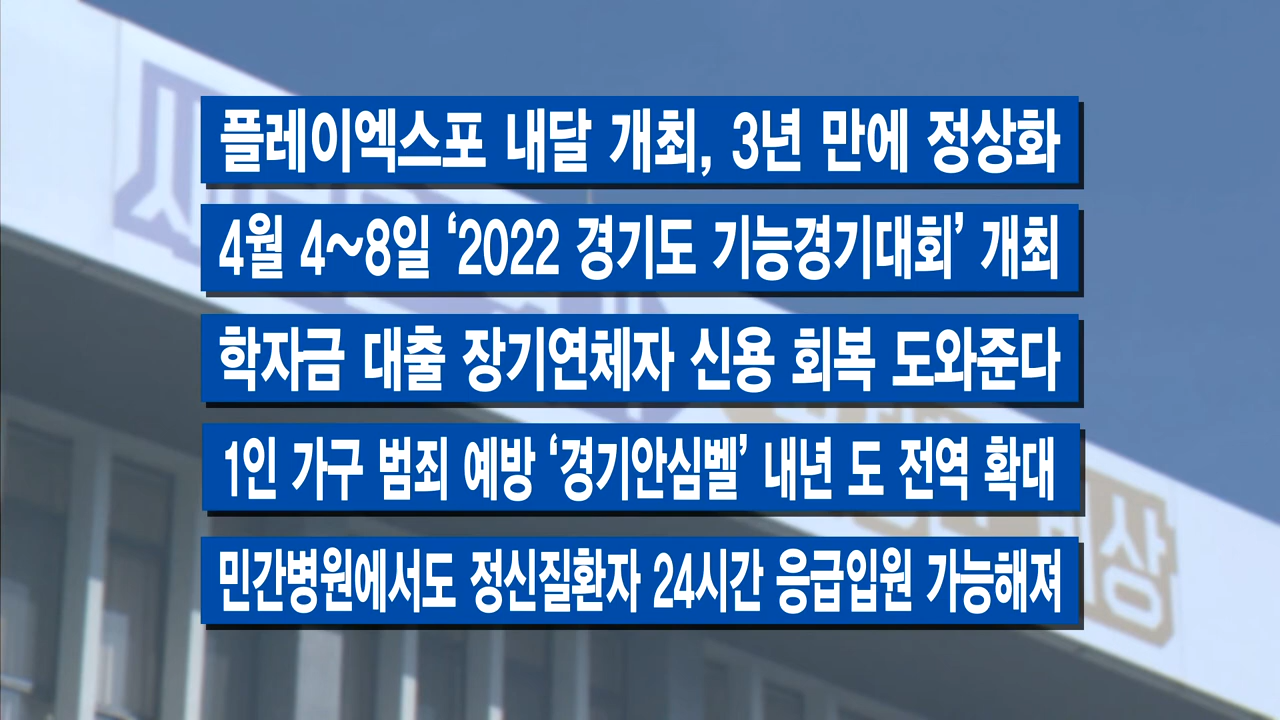 플레이엑스포 내달 개최, 3년 만에 정상화
4월 4~8일 ‘2022 경기도 기능경기대회’ 개최
학자금 대출 장기연체자 신용 회복 도와준다
1인 가구 범죄 예방 ‘경기안심벨’ 내년 도 전역 확대
민간병원에서도 정신질환자 24시간 응급입원 가능해져